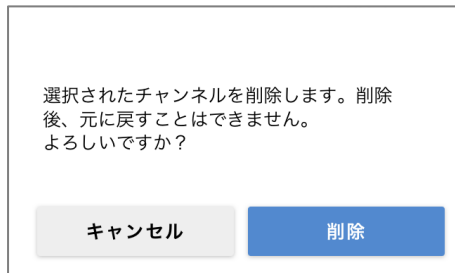 選択されたチャンネルを削除します。削除
後、元に戻すことはできません。
よろしいですか？
キャンセル
削除